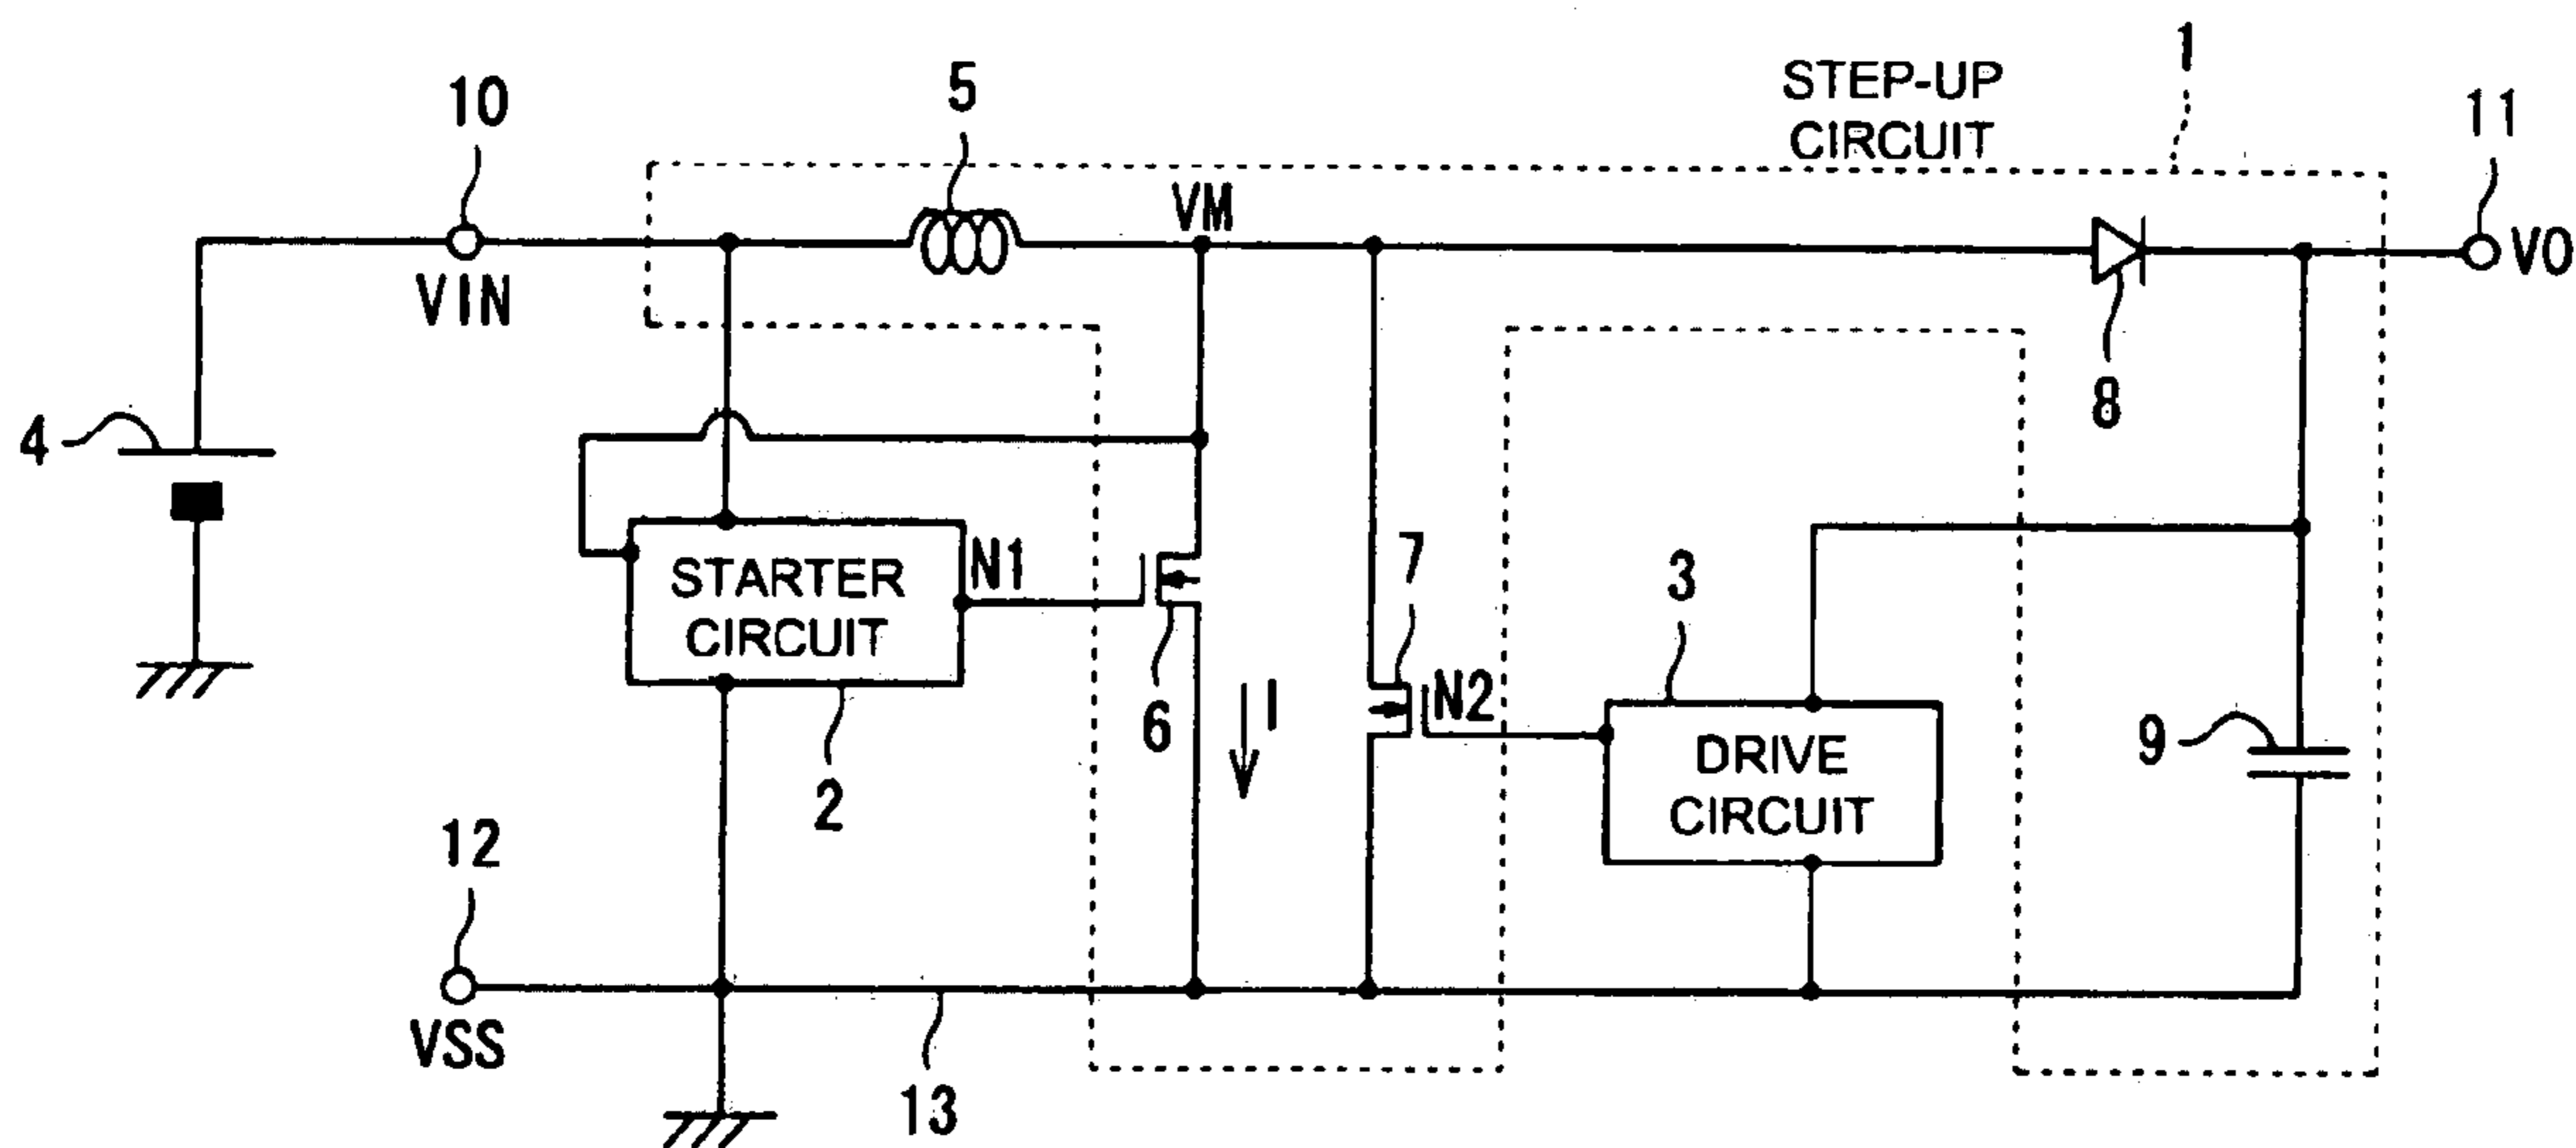 1
STEP-UP
CIRCUIT
5
10
11
VM
VIN
VO
8
4
STARTER
CIRCUIT
N1
7
3
6
I
N2
DRIVE
CIRCUIT
9
2
12
VSS
13